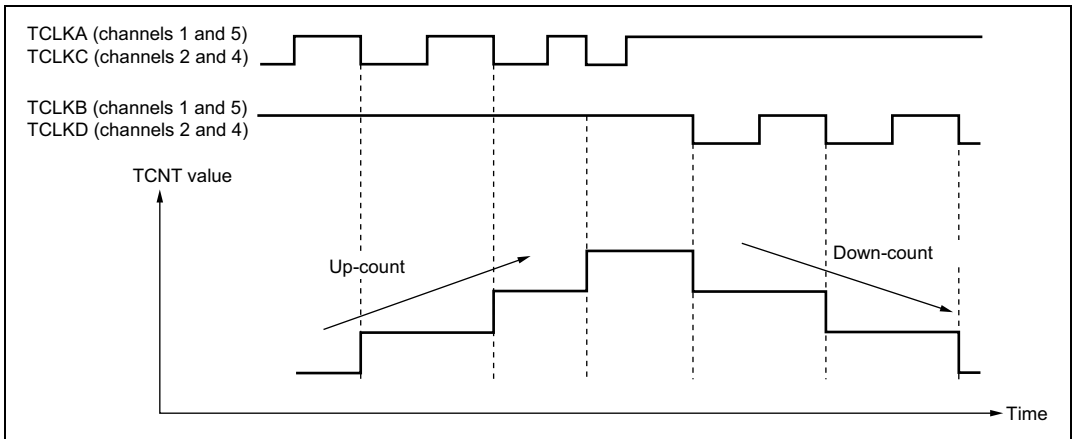 TCLKA (channels 1 and 5)
TCLKC (channels 2 and 4)
TCLKB (channels 1 and 5)
TCLKD (channels 2 and 4)
TCNT value
Up-count
Down-count
Time